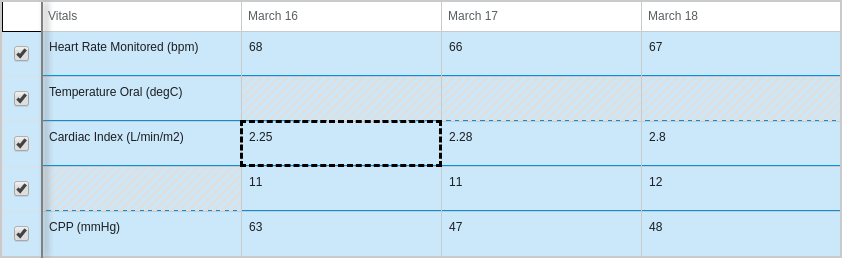 Vitals March 16 March 17 March 18
Heart Rate Monitored (bpm) 68 66 67
Temperature Oral (degC)
Cardiac Index (L/min/m2) 2.25 2.28 2.8
11 11 12
CPP (mmHg) 63 47 48